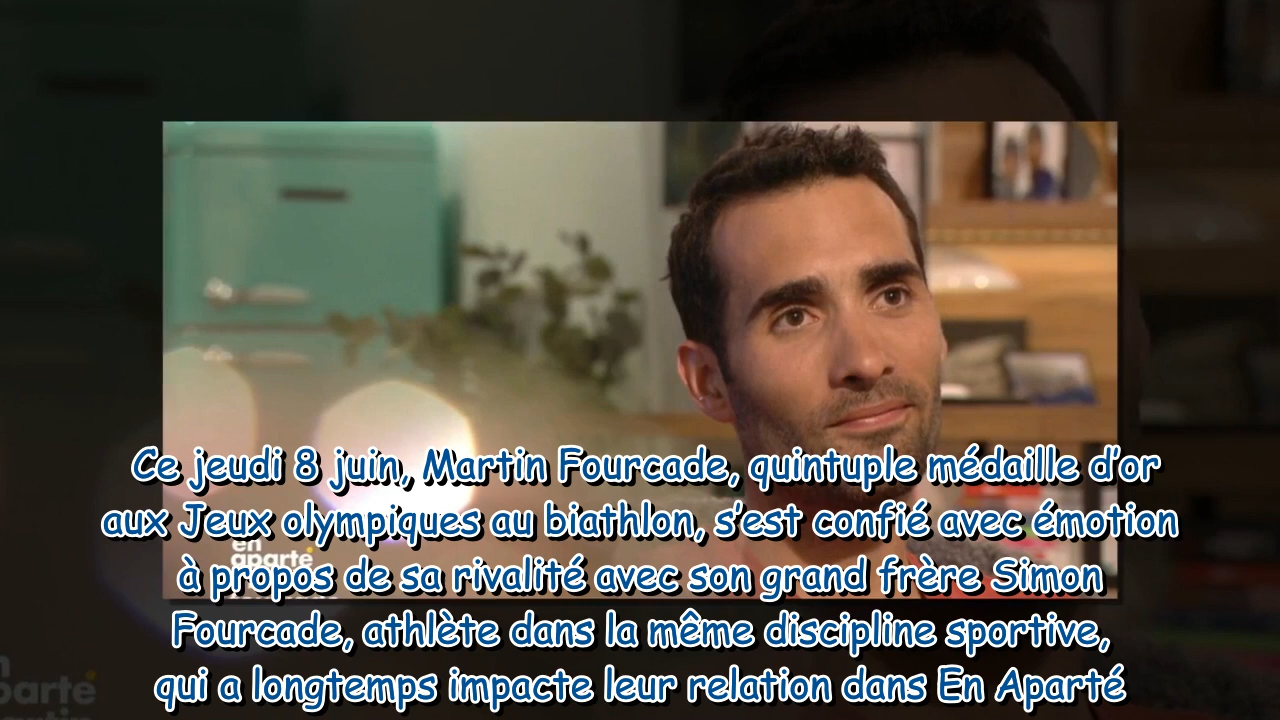 Ce jeudi 8 juin, Martin Fourcade, quintuple médaille d'or
aux Jeux olympiques au biathlon, s'est confié avec émotion
en
aparté
à propos de sa rivalité avec son grand frère Simon
Fourcade, athlète dans la même discipline sportive,
qui a longtemps impacte leur relation dans En Aparté